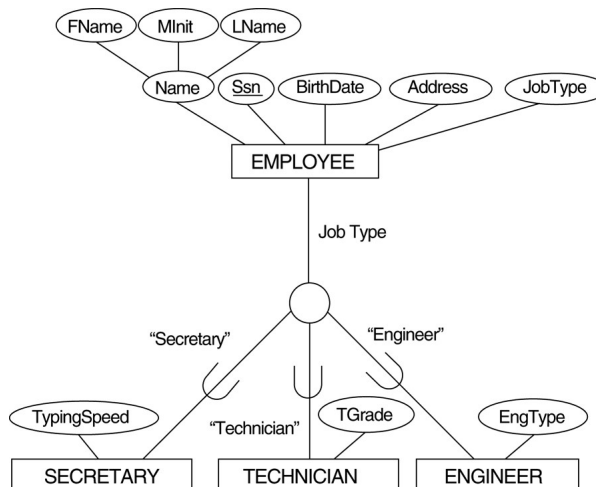 FName MInit LName
Name Ssn BirthDate Address JobType
EMPLOYEE
Job Type
“Secretary” “Engineer”
TypingSpeed “Technician” TGrade EngType
SECRETARY TECHNICIAN ENGINEER